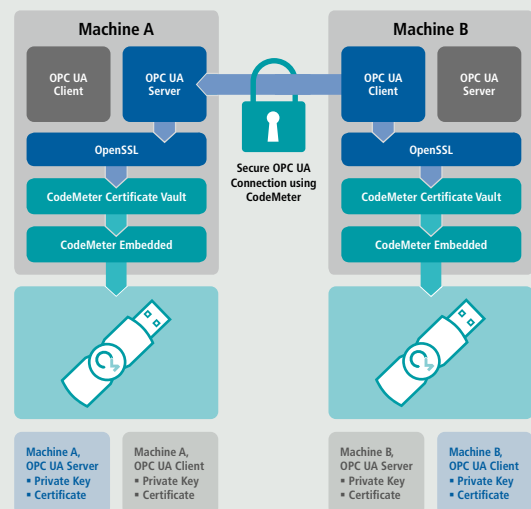 Machine A
OPC UA
Client
OPC UA
Server
OpenSSL
CodeMeter Certificate Vault
CodeMeter Embedded
Secure OPC UA
Connection using
CodeMeter
Machine B
OPC UA
Client
OPC UA
Server
OpenSSL
CodeMeter Certificate Vault
CodeMeter Embedded
Machine A,
OPC UA Server
▪ Private Key
▪ Certificate
Machine A,
OPC UA Client
▪ Private Key
▪ Certificate
Machine B,
OPC UA Server
▪ Private Key
▪ Certificate
Machine B,
OPC UA Client
▪ Private Key
▪ Certificate